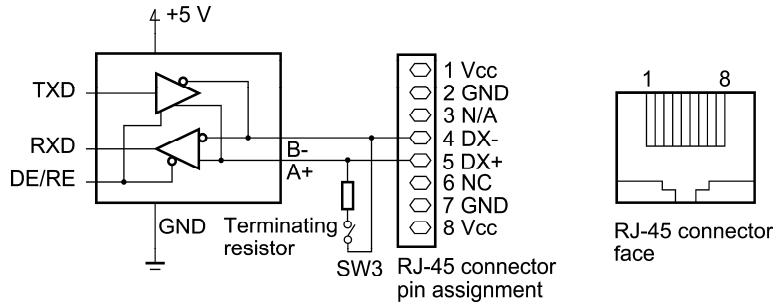 +5 V
TXD
RXD
DE/RE
B-
A+
GND
Terminating
resistor
SW3
1 Vcc
2 GND
3 N/A
4 DX-
5 DX+
6 NC
7 GND
8 Vcc
RJ-45 connector
pin assignment
1 8
RJ-45 connector
face